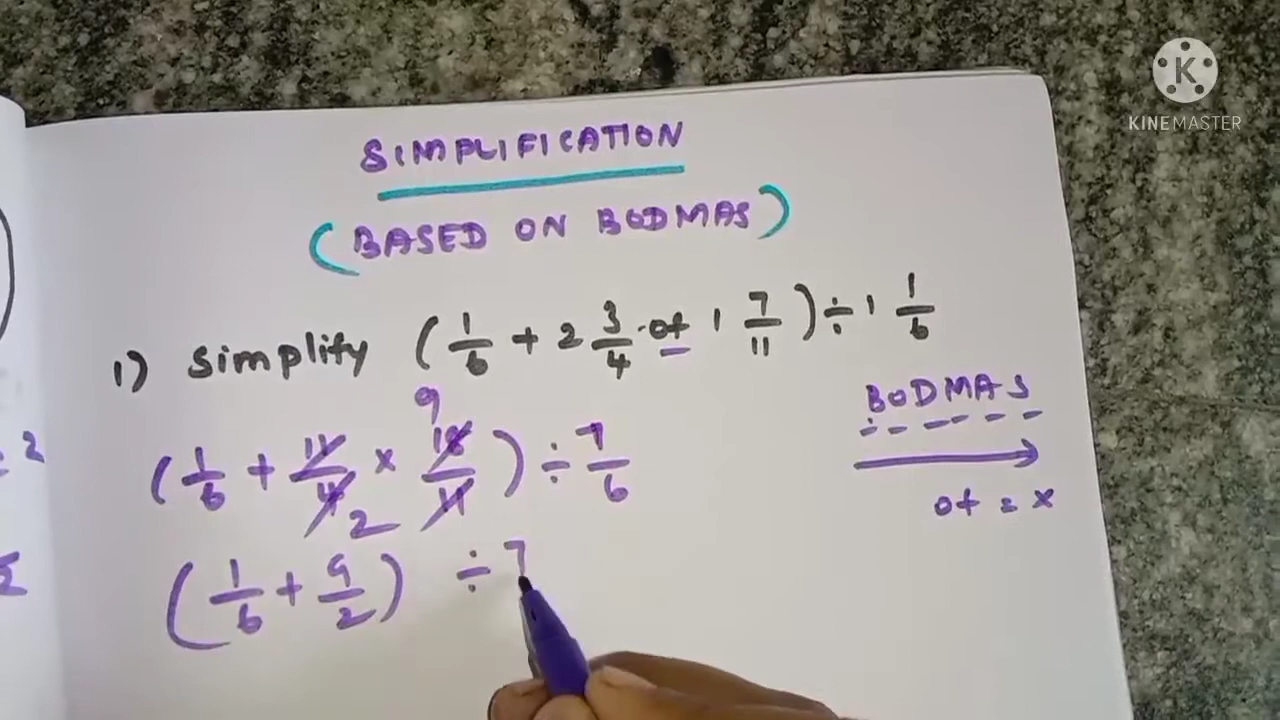 SIMPLIFICATION
(BASED ON BODMAS)
1) Simplify (1/6 + 2 3/4 of 1 7/11) ÷ 1 1/6
(1/6 + 11/4 × 18/11) ÷ 7/6
9
2
(1/6 + 9/2) ÷ 7
BODMAS
of = ×
2
KINEMASTER